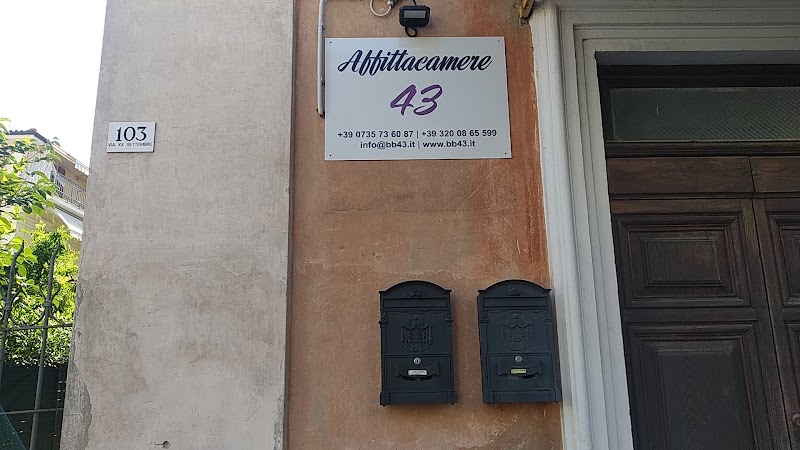 Affittacamere
43
+39 0735 73 60 87 | +39 320 08 65 599
info@bb43.it | www.bb43.it
103
VIA XX SETTEMBRE